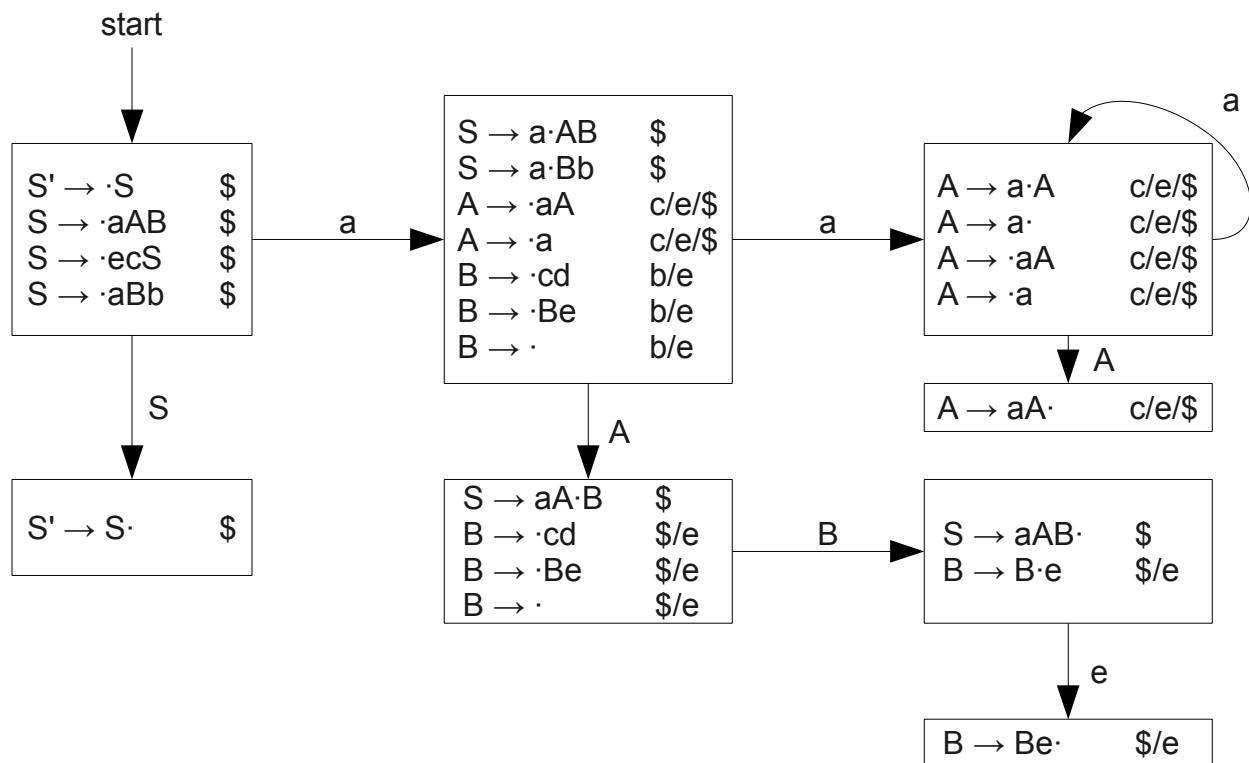 start
S' → ·S $
S → ·aAB $
S → ·ecS $
S → ·aBb $
a
S → a·AB $
S → a·Bb $
A → ·aA c/e/$
A → ·a c/e/$
B → ·cd b/e
B → ·Be b/e
B → · b/e
a
A → a·A c/e/$
A → a· c/e/$
A → ·aA c/e/$
A → ·a c/e/$
a
S
A
A
A → aA· c/e/$
S' → S· $
S → aA·B $
B → ·cd $/e
B → ·Be $/e
B → · $/e
B
S → aAB· $
B → B·e $/e
e
B → Be· $/e